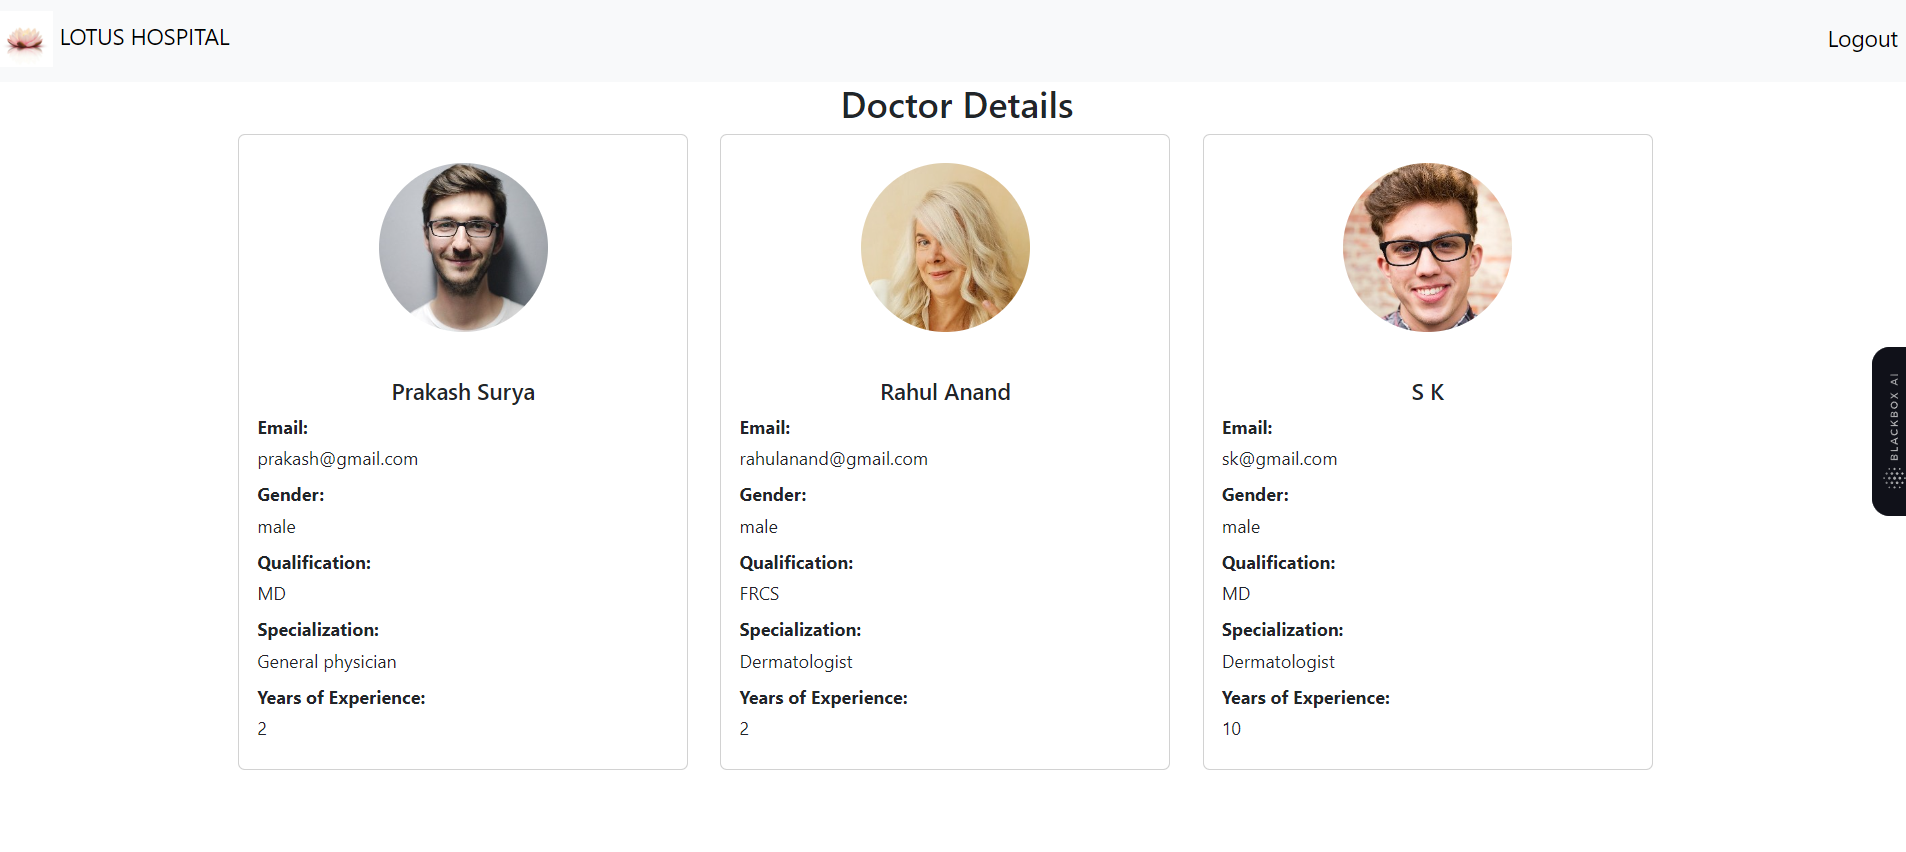 LOTUS HOSPITAL
Logout
Doctor Details
Prakash Surya
Email:
prakash@gmail.com
Gender:
male
Qualification:
MD
Specialization:
General physician
Years of Experience:
2
Rahul Anand
Email:
rahulanand@gmail.com
Gender:
male
Qualification:
FRCS
Specialization:
Dermatologist
Years of Experience:
2
S K
Email:
sk@gmail.com
Gender:
male
Qualification:
MD
Specialization:
Dermatologist
Years of Experience:
10
BLACKBOX AI